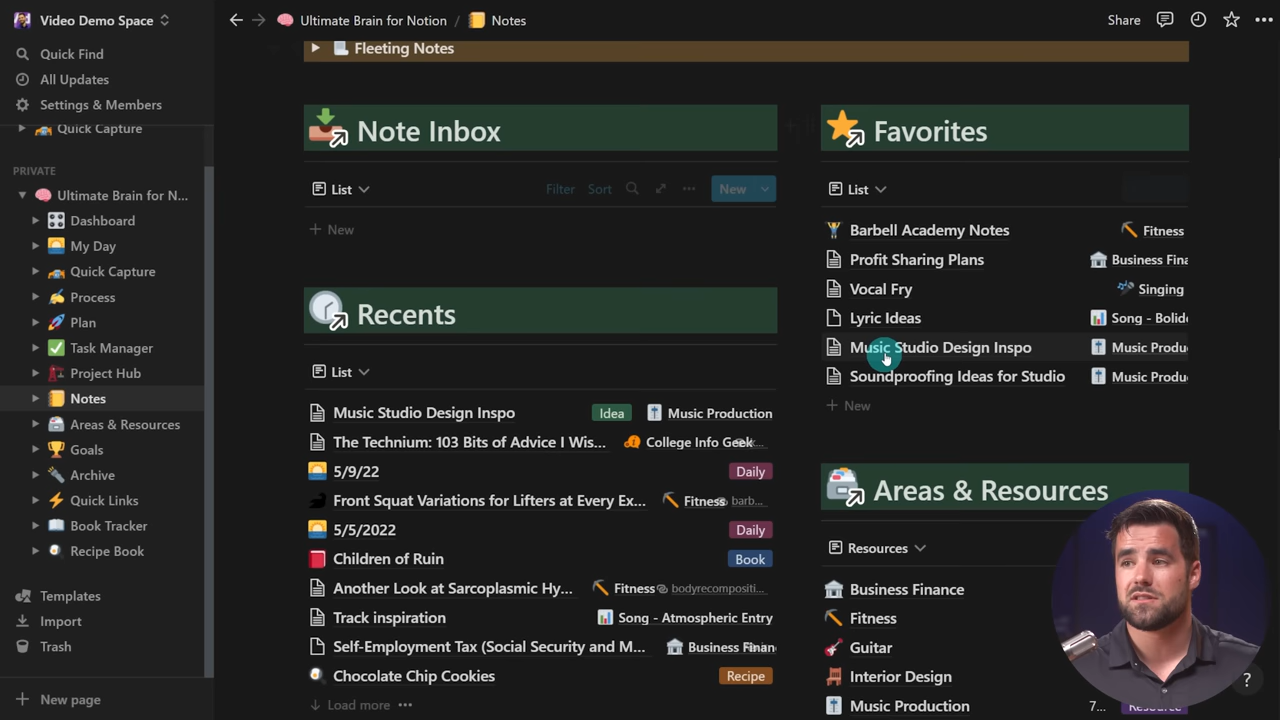 Video Demo Space
Quick Find
All Updates
Settings & Members
Quick Capture
PRIVATE
Ultimate Brain for N...
Dashboard
My Day
Quick Capture
Process
Plan
Task Manager
Project Hub
Notes
Areas & Resources
Goals
Archive
Quick Links
Book Tracker
Recipe Book
Templates
Import
Trash
New page
Ultimate Brain for Notion / Notes
Share
Fleeting Notes
Note Inbox
List
Filter Sort New
New
Recents
List
Music Studio Design Inspo Idea Music Production
The Technium: 103 Bits of Advice I Wis... College Info Geek
5/9/22 Daily
Front Squat Variations for Lifters at Every Ex... Fitness barb...
5/5/2022 Daily
Children of Ruin Book
Another Look at Sarcoplasmic Hy... Fitness bodyrecompositi...
Track inspiration Song - Atmospheric Entry
Self-Employment Tax (Social Security and M... Business Finan
Chocolate Chip Cookies Recipe
Load more
Favorites
List
Barbell Academy Notes Fitness
Profit Sharing Plans Business Fina
Vocal Fry Singing
Lyric Ideas Song - Bolide
Music Studio Design Inspo Music Produ
Soundproofing Ideas for Studio Music Produ
New
Areas & Resources
Resources
Business Finance
Fitness
Guitar
Interior Design
Music Production 7... Resource
?